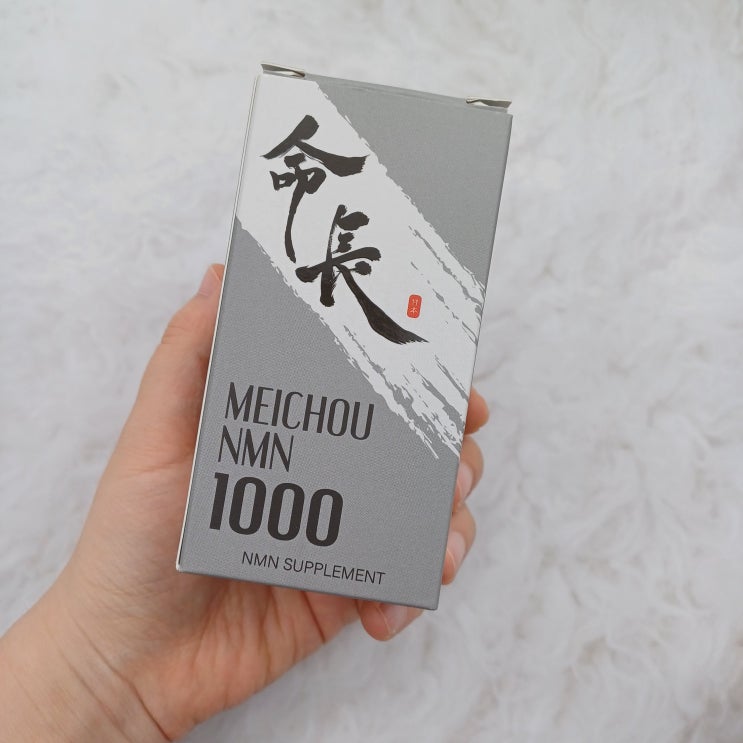 命
長
日本
MEICHOU
NMN
1000
NMN SUPPLEMENT